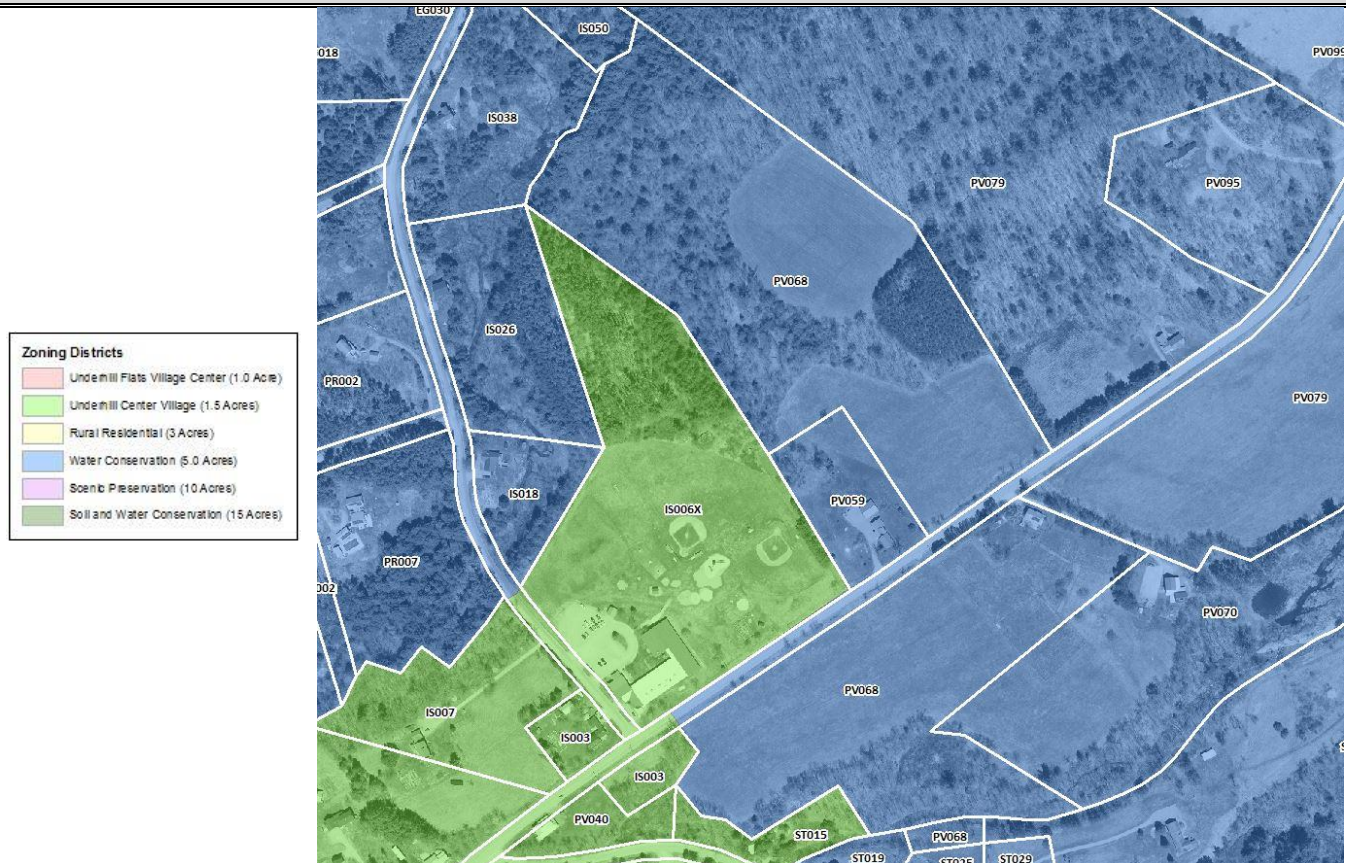 Zoning Districts
Underhill Flats Village Center (1.0 Acre)
Underhill Center Village (1.5 Acres)
Rural Residential (3 Acres)
Water Conservation (5.0 Acres)
Scenic Preservation (10 Acres)
Soil and Water Conservation (15 Acres)
EG030
IS050
018
PV099
IS038
PV079
PV095
PV068
IS026
PR002
PV079
IS018
PV059
IS006X
PR007
002
PV070
PV068
IS007
IS003
IS003
PV040
ST015
PV068
ST019
ST025
ST029